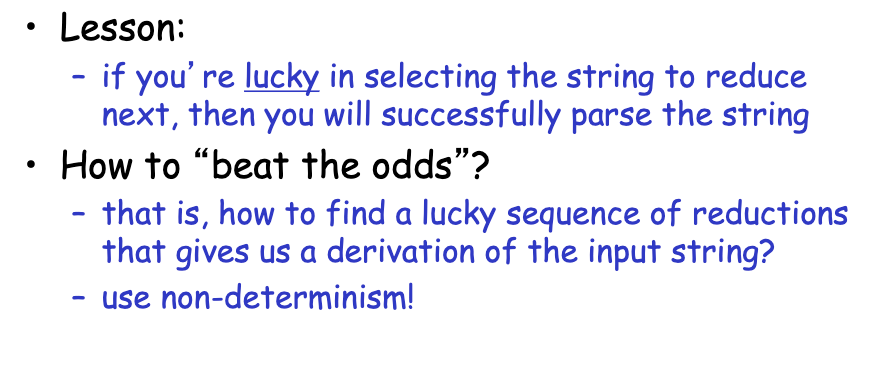 • Lesson:
– if you’re lucky in selecting the string to reduce
next, then you will successfully parse the string
• How to “beat the odds”?
– that is, how to find a lucky sequence of reductions
that gives us a derivation of the input string?
– use non-determinism!